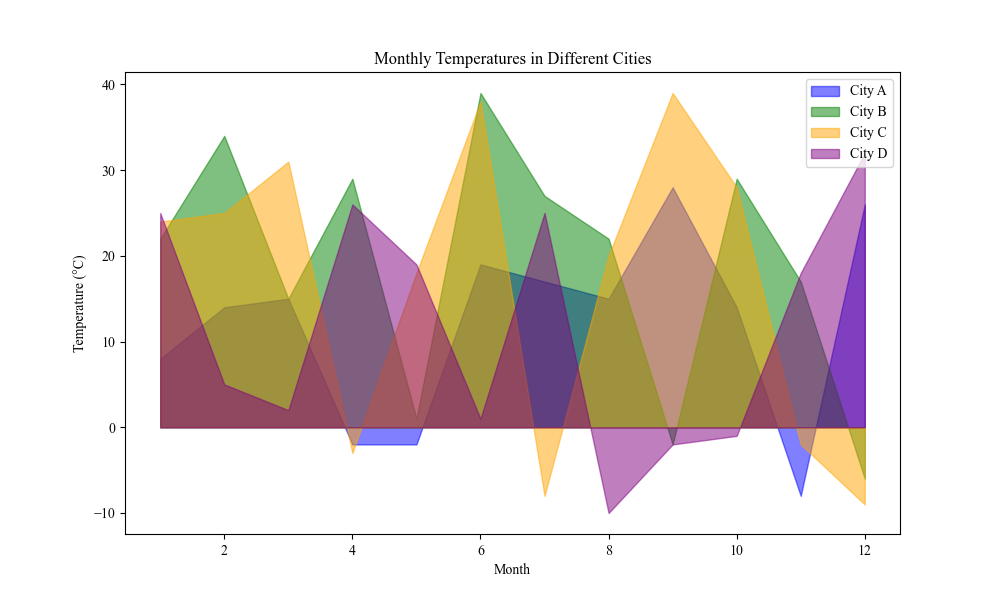 Monthly Temperatures in Different Cities
City A
City B
City C
City D
Temperature (°C)
40
30
20
10
0
−10
2
4
6
8
10
12
Month